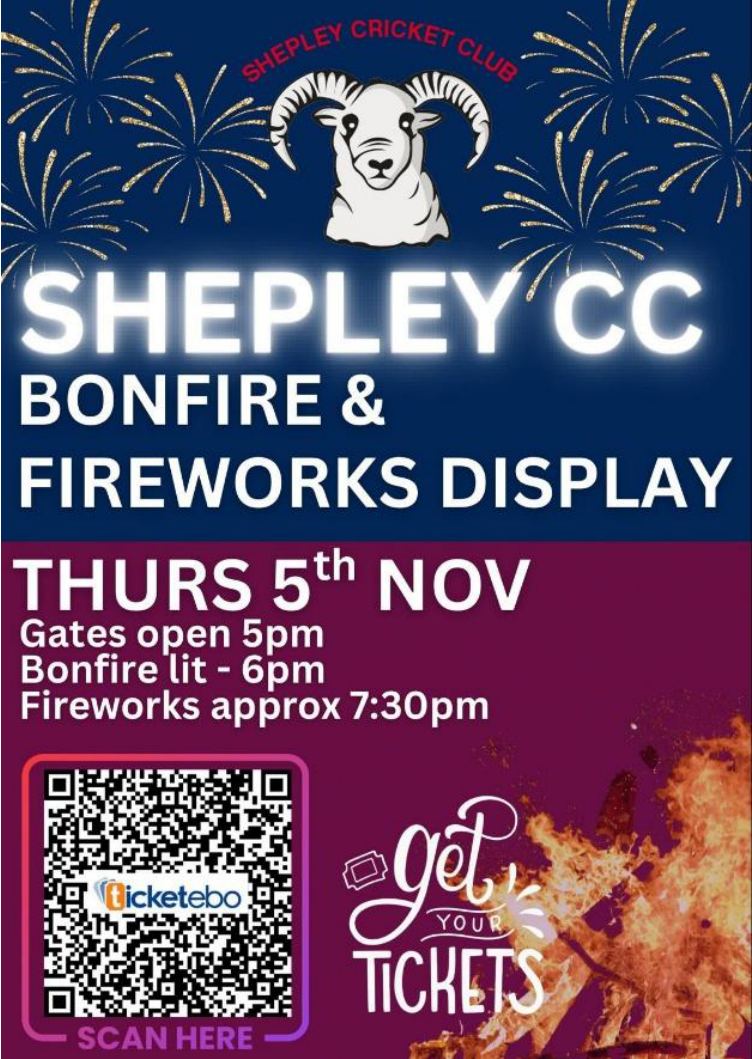 SHEPLEY CRICKET CLUB
SHEPLEY CC
BONFIRE &
FIREWORKS DISPLAY
THURS 5th NOV
Gates open 5pm
Bonfire lit - 6pm
Fireworks approx 7:30pm
ticketebo
SCAN HERE
get
YOUR
TICKETS